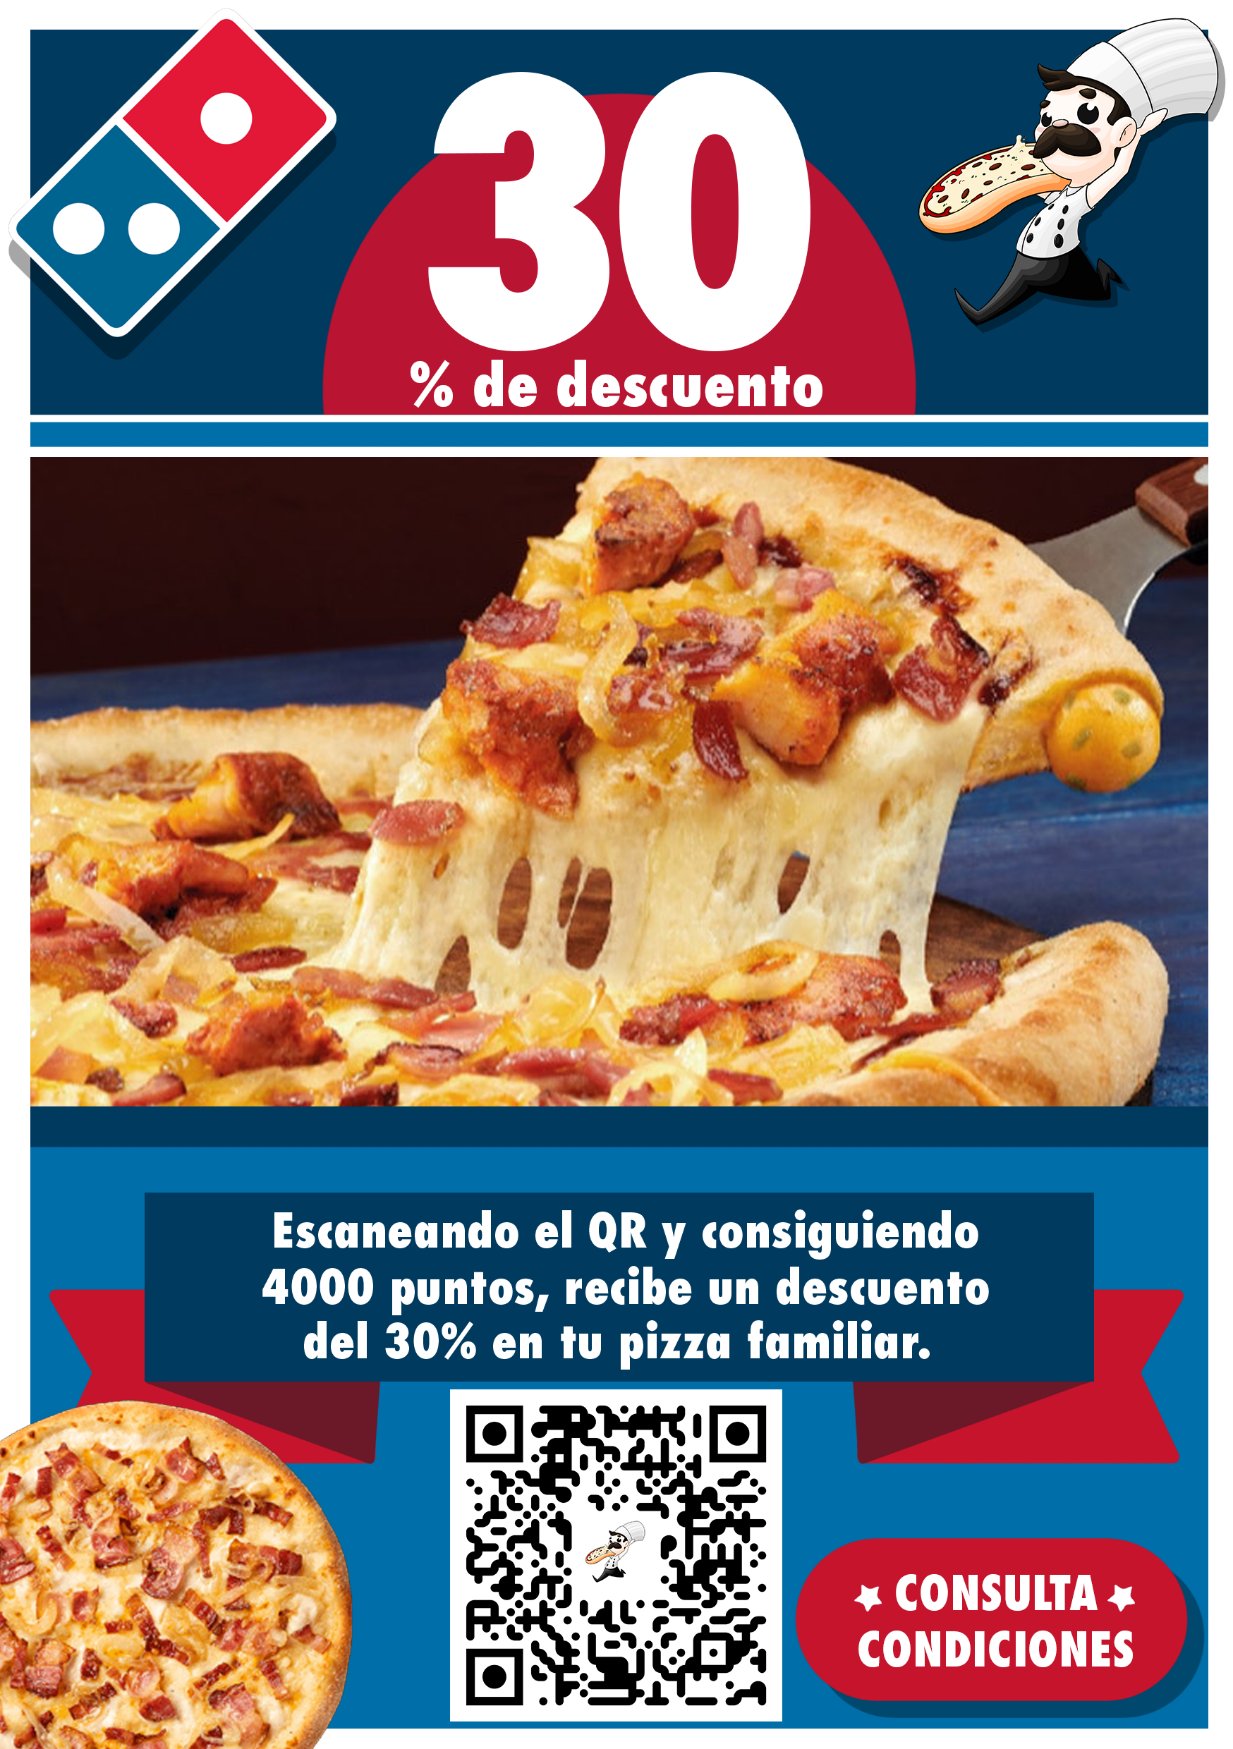 30
% de descuento
Escaneando el QR y consiguiendo
4000 puntos, recibe un descuento
del 30% en tu pizza familiar.
CONSULTA
CONDICIONES